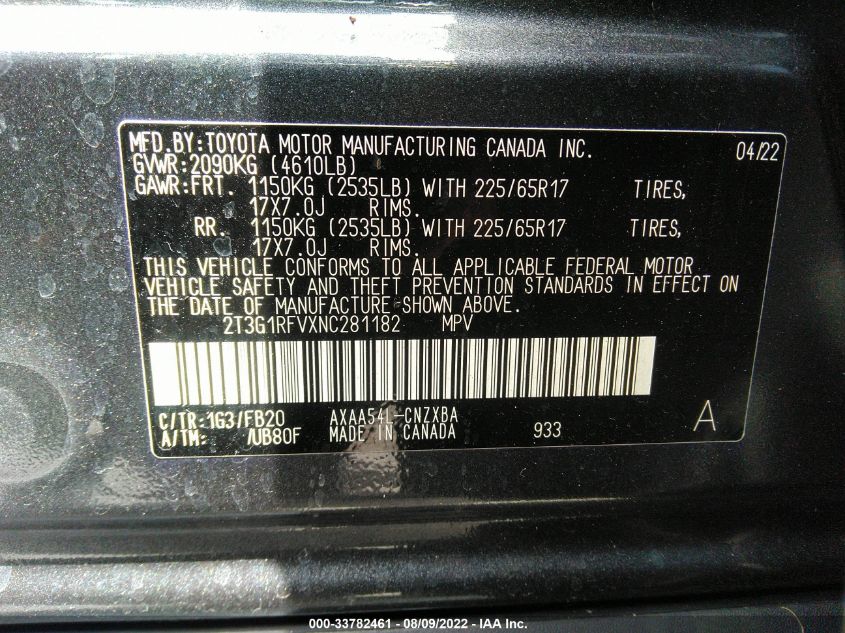 MFD.BY:TOYOTA MOTOR MANUFACTURING CANADA INC. 04/22
GVWR:2090KG (4610LB)
GAWR:FRT. 1150KG (2535LB) WITH 225/65R17 TIRES,
17X7.0J RIMS.
RR. 1150KG (2535LB) WITH 225/65R17 TIRES,
17X7.0J RIMS.
THIS VEHICLE CONFORMS TO ALL APPLICABLE FEDERAL MOTOR
VEHICLE SAFETY AND THEFT PREVENTION STANDARDS IN EFFECT ON
THE DATE OF MANUFACTURE SHOWN ABOVE.
2T3G1RFVXNC281182 MPV
C/TR:1G3/FB20 AXAA54L-CNZXBA A
A/TM: /UB80F MADE IN CANADA 933
000-33782461 - 08/09/2022 - IAA Inc.